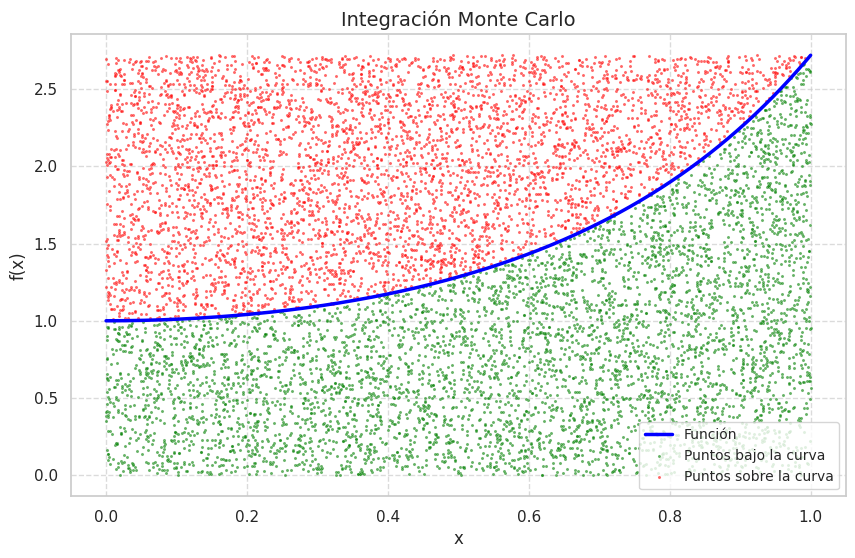 Integración Monte Carlo
f(x)
2.5
2.0
1.5
1.0
0.5
0.0
Función
Puntos bajo la curva
Puntos sobre la curva
0.0 0.2 0.4 0.6 0.8 1.0
x